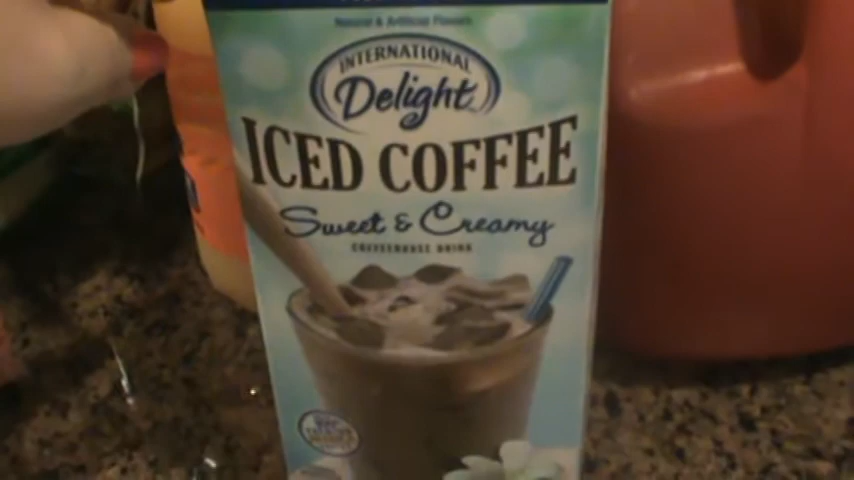 Natural & Artificial Flavors
INTERNATIONAL
Delight
ICED COFFEE
Sweet & Creamy
COFFEEHOUSE DRINK